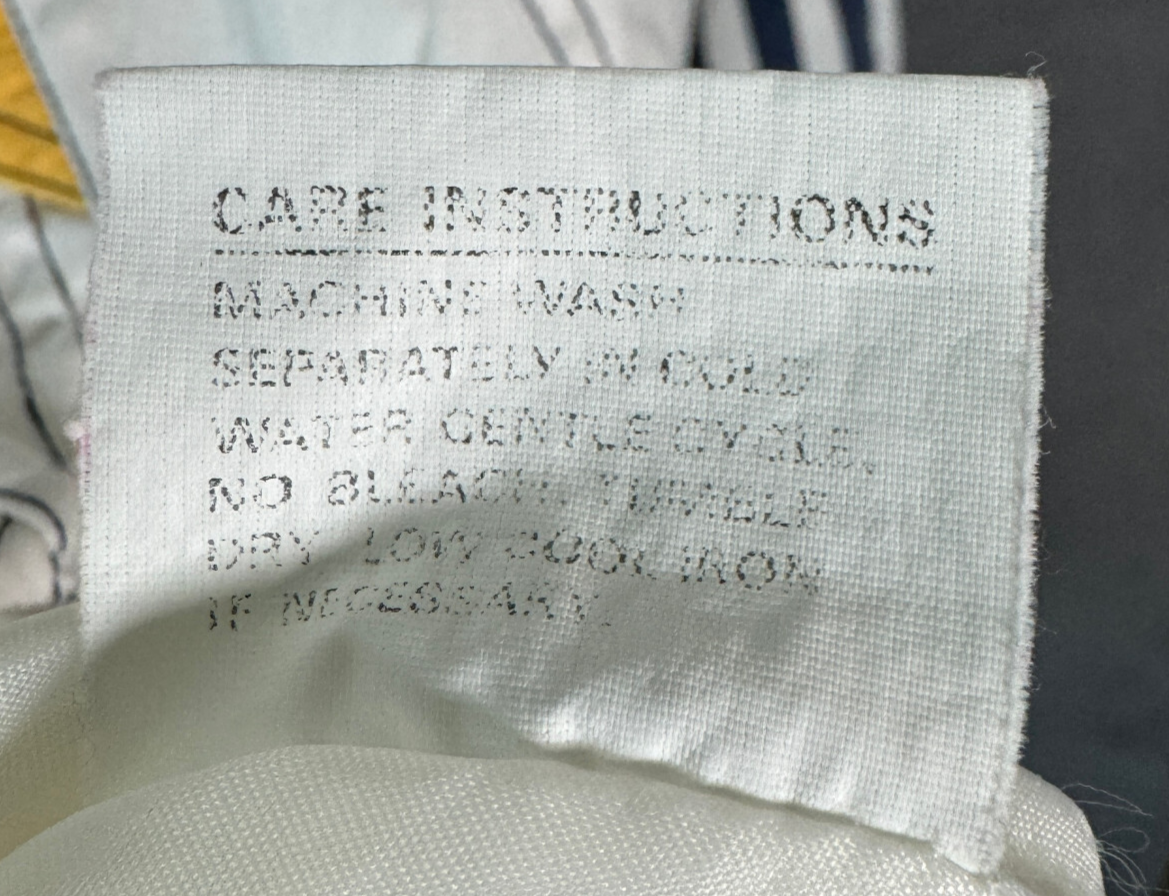 CARE INSTRUCTIONS
MACHINE WASH
SEPARATELY IN COLD
WATER GENTLE CYCLE.
NO BLEACH. TUMBLE
DRY LOW COOL IRON
IF NECESSARY.